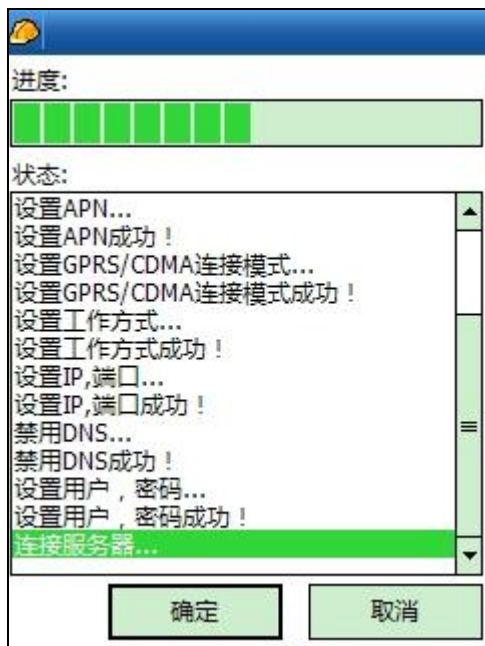 进度:
状态:
设置APN...
设置APN成功！
设置GPRS/CDMA连接模式...
设置GPRS/CDMA连接模式成功！
设置工作方式...
设置工作方式成功！
设置IP,端口...
设置IP,端口成功！
禁用DNS...
禁用DNS成功！
设置用户，密码...
设置用户，密码成功！
连接服务器...
确定
取消